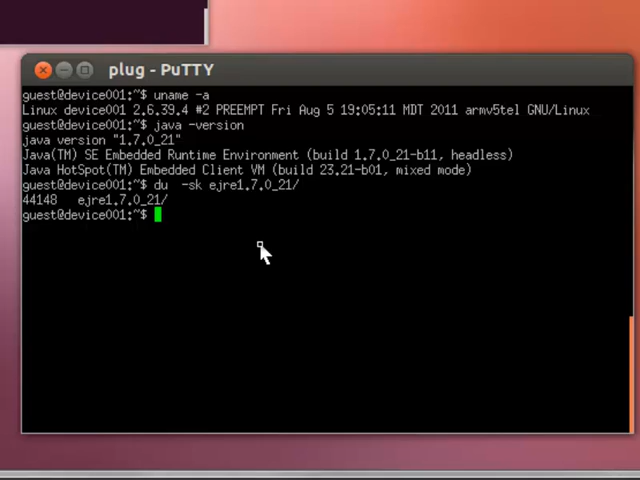 plug - PuTTY
guest@device001:~$ uname -a
Linux device001 2.6.39.4 #2 PREEMPT Fri Aug 5 19:05:11 MDT 2011 armv5tel GNU/Linux
guest@device001:~$ java -version
java version "1.7.0_21"
Java(TM) SE Embedded Runtime Environment (build 1.7.0_21-b11, headless)
Java HotSpot(TM) Embedded Client VM (build 23.21-b01, mixed mode)
guest@device001:~$ du  -sk ejre1.7.0_21/
44148   ejre1.7.0_21/
guest@device001:~$